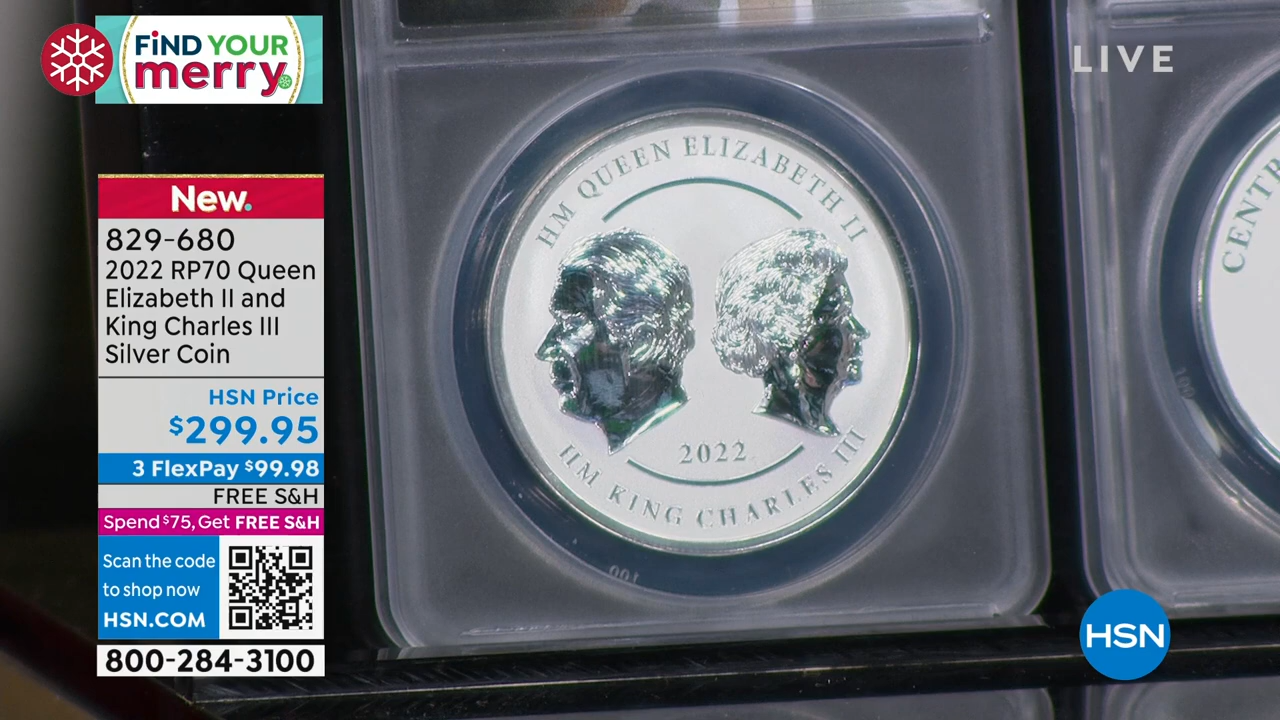 FiND YOUR
merry.
LIVE
New.
829-680
2022 RP70 Queen
Elizabeth II and
King Charles III
Silver Coin
HSN Price
$299.95
3 FlexPay $99.98
FREE S&H
Spend $75, Get FREE S&H
Scan the code
to shop now
HSN.COM
800-284-3100
HM QUEEN ELIZABETH II
2022
HM KING CHARLES III
100
CENTR
HSN